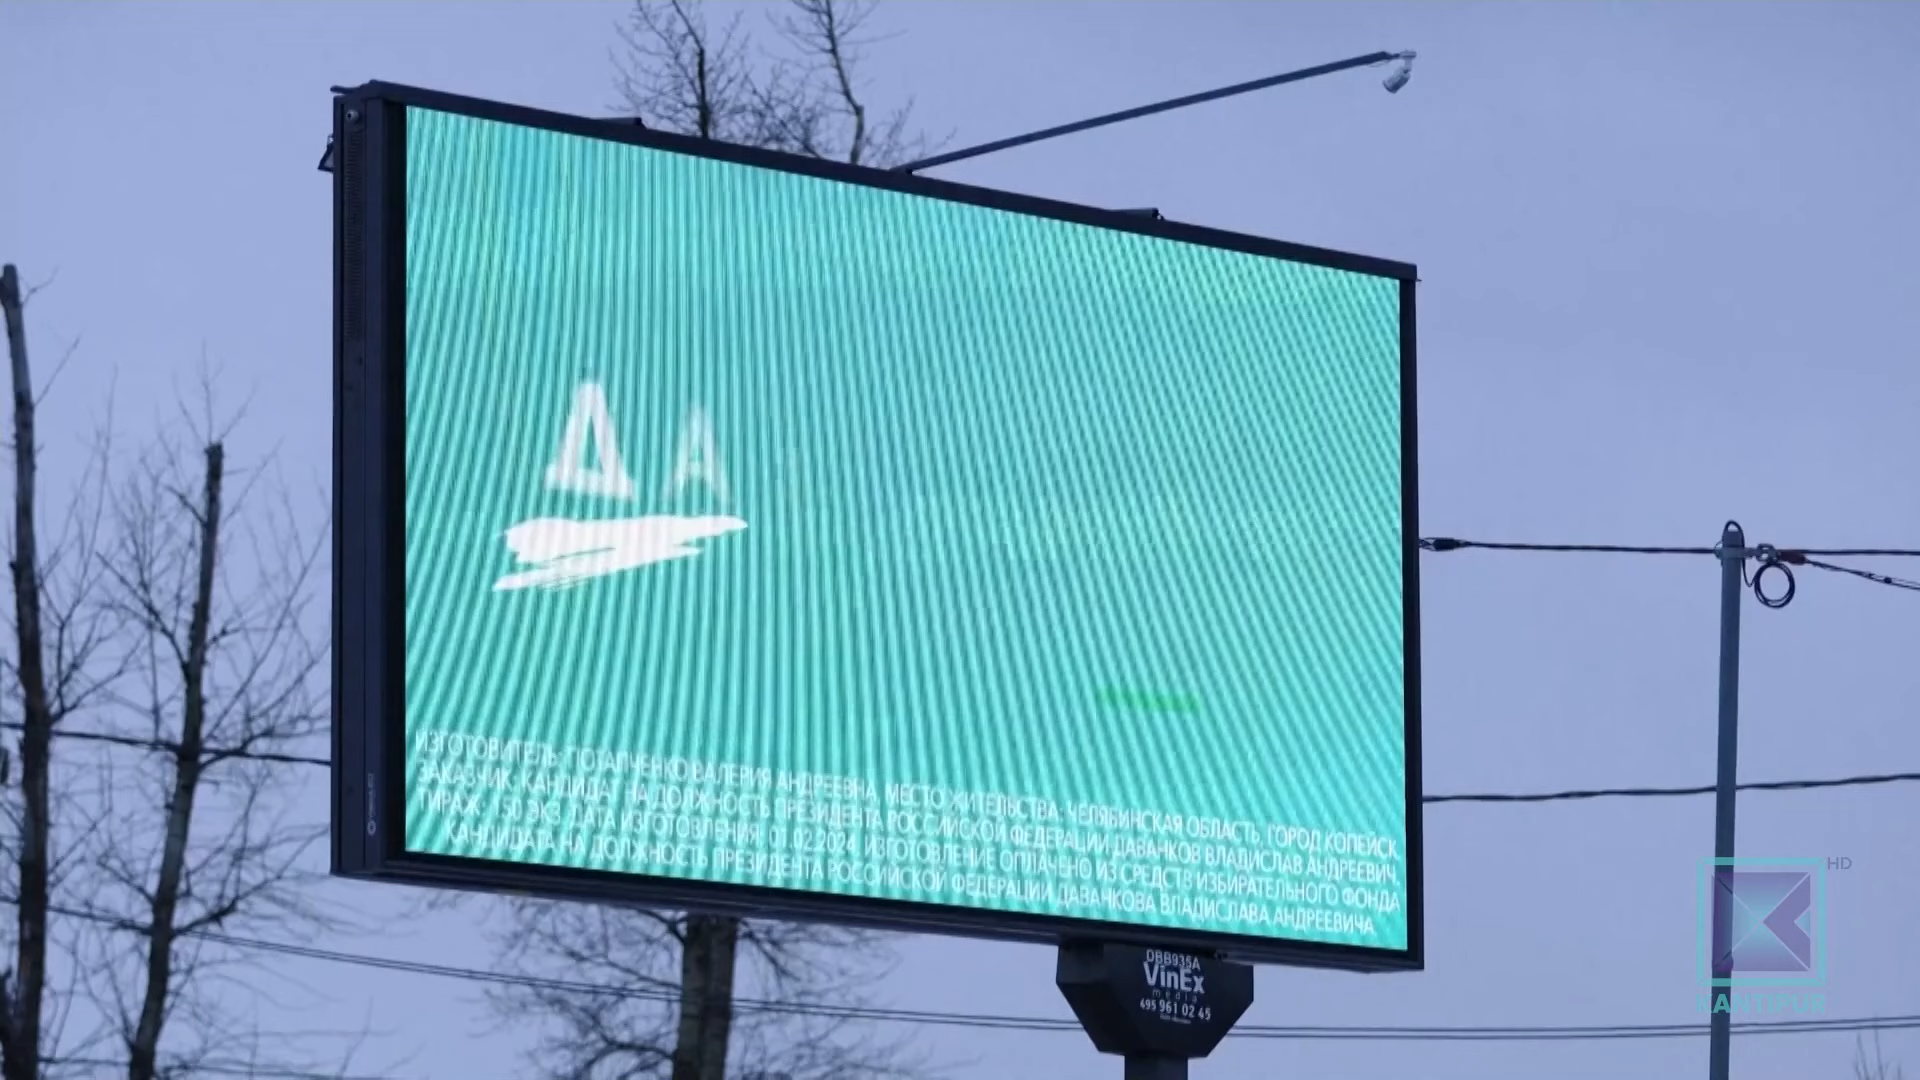 ДА
ИЗГОТОВИТЕЛЬ: ПОТАПЧЕНКО ВАЛЕРИЯ АНДРЕЕВНА, МЕСТО ЖИТЕЛЬСТВА: ЧЕЛЯБИНСКАЯ ОБЛАСТЬ, ГОРОД КОПЕЙСК.
ЗАКАЗЧИК: КАНДИДАТ НА ДОЛЖНОСТЬ ПРЕЗИДЕНТА РОССИЙСКОЙ ФЕДЕРАЦИИ ДАВАНКОВ ВЛАДИСЛАВ АНДРЕЕВИЧ.
ТИРАЖ: 150 ЭКЗ. ДАТА ИЗГОТОВЛЕНИЯ: 01.02.2024. ИЗГОТОВЛЕНИЕ ОПЛАЧЕНО ИЗ СРЕДСТВ ИЗБИРАТЕЛЬНОГО ФОНДА
КАНДИДАТА НА ДОЛЖНОСТЬ ПРЕЗИДЕНТА РОССИЙСКОЙ ФЕДЕРАЦИИ ДАВАНКОВА ВЛАДИСЛАВА АНДРЕЕВИЧА.
DBB935A
VinEx
media
495 961 02 45
HD
KANTIPUR